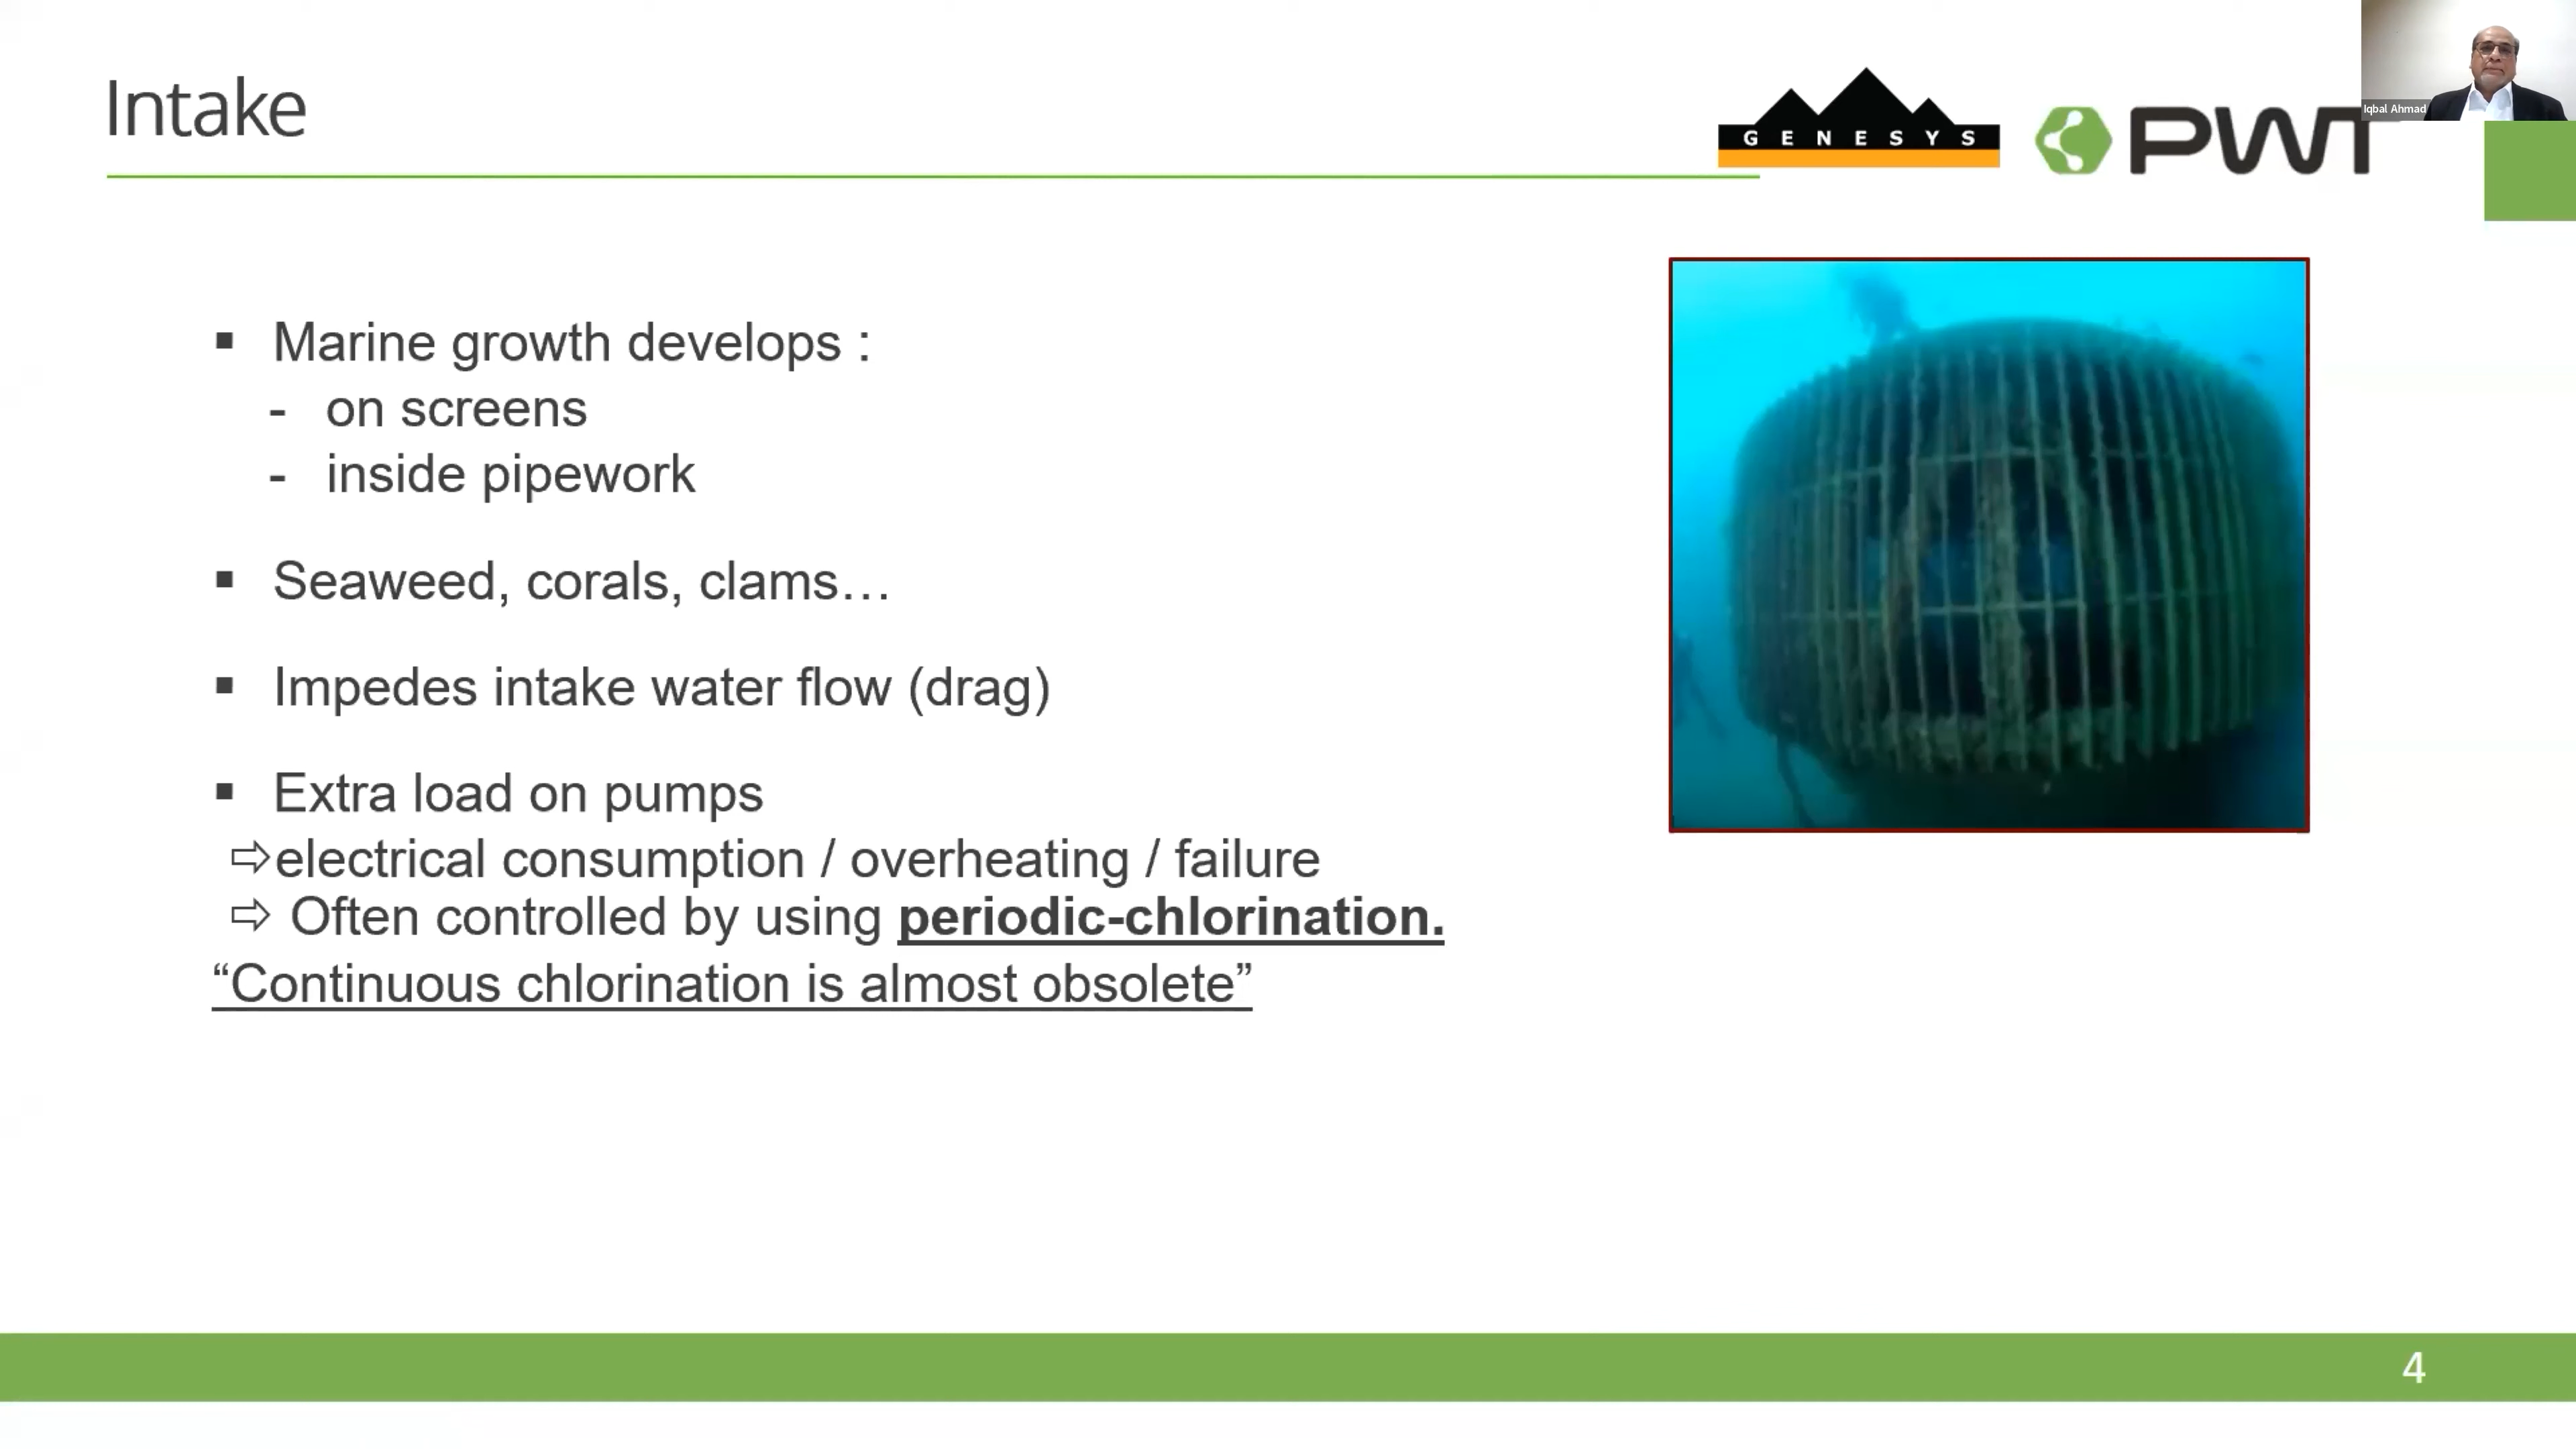 Intake
GENESYS
PWT
Iqbal Ahmad
▪ Marine growth develops :
- on screens
- inside pipework
▪ Seaweed, corals, clams…
▪ Impedes intake water flow (drag)
▪ Extra load on pumps
⇨electrical consumption / overheating / failure
⇨ Often controlled by using periodic-chlorination.
“Continuous chlorination is almost obsolete”
4